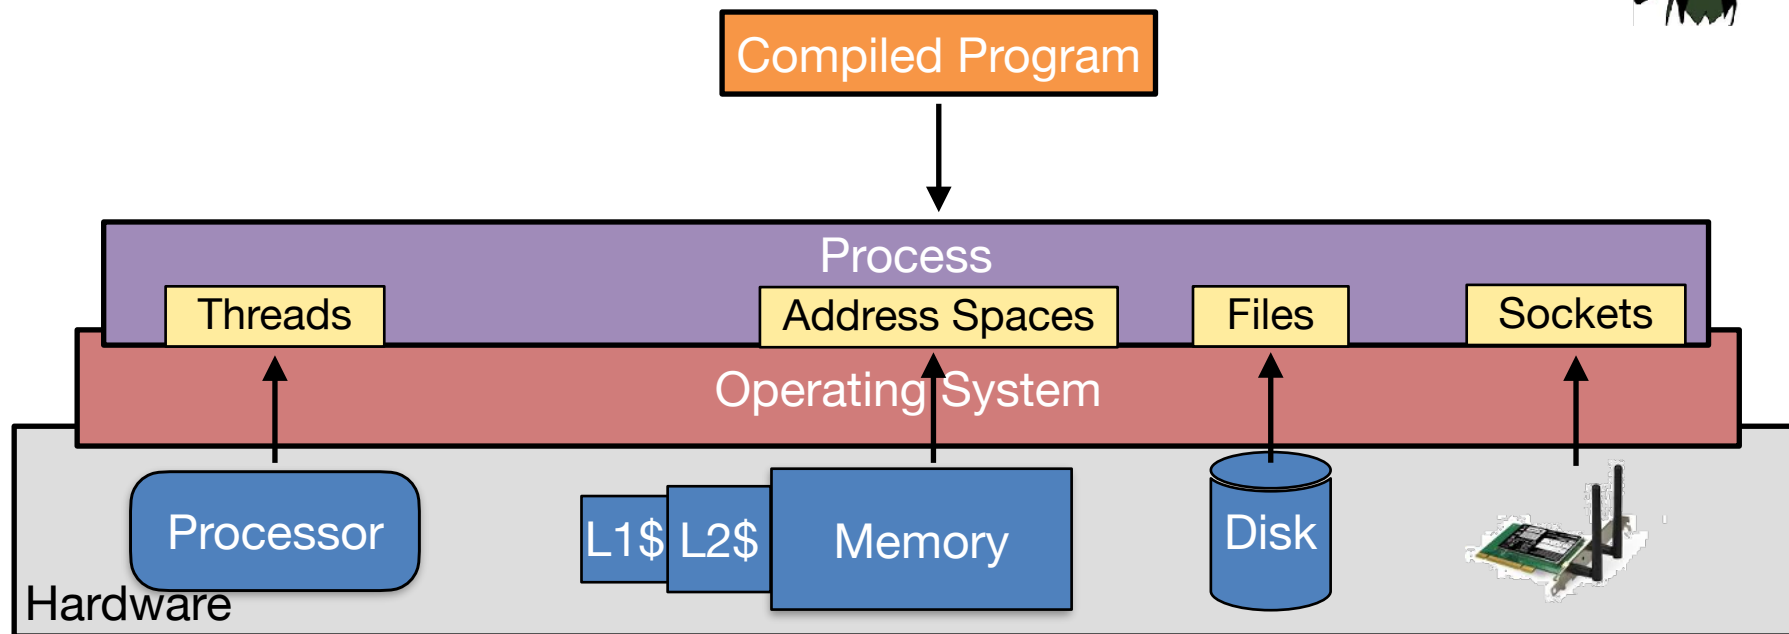 Compiled Program
Process
Threads
Address Spaces
Files
Sockets
Operating System
Processor
L1$
L2$
Memory
Disk
Hardware